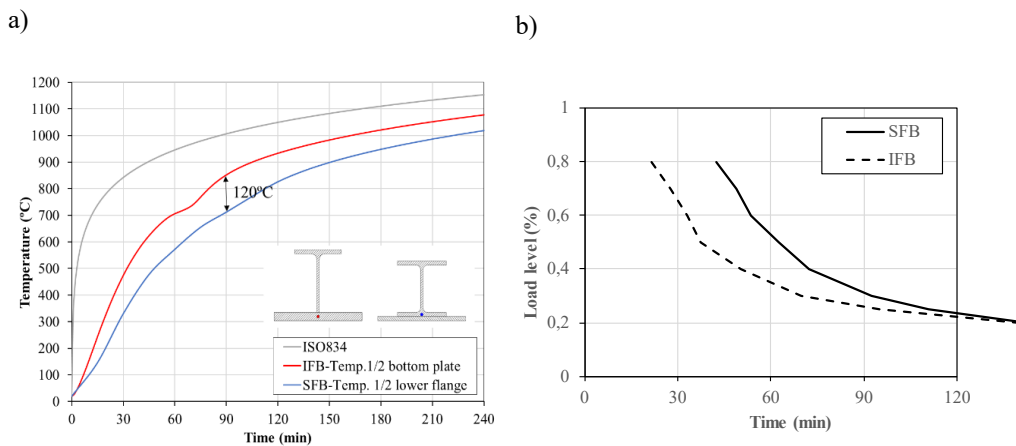 a)
b)
1200
1100
1000
900
800
700
600
500
400
300
200
100
0
Temperature (ºC)
120ºC
ISO834
IFB-Temp.1/2 bottom plate
SFB-Temp. 1/2 lower flange
0 30 60 90 120 150 180 210 240
Time (min)
1
0,8
0,6
0,4
0,2
0
Load level (%)
SFB
IFB
0 30 60 90 120
Time (min)